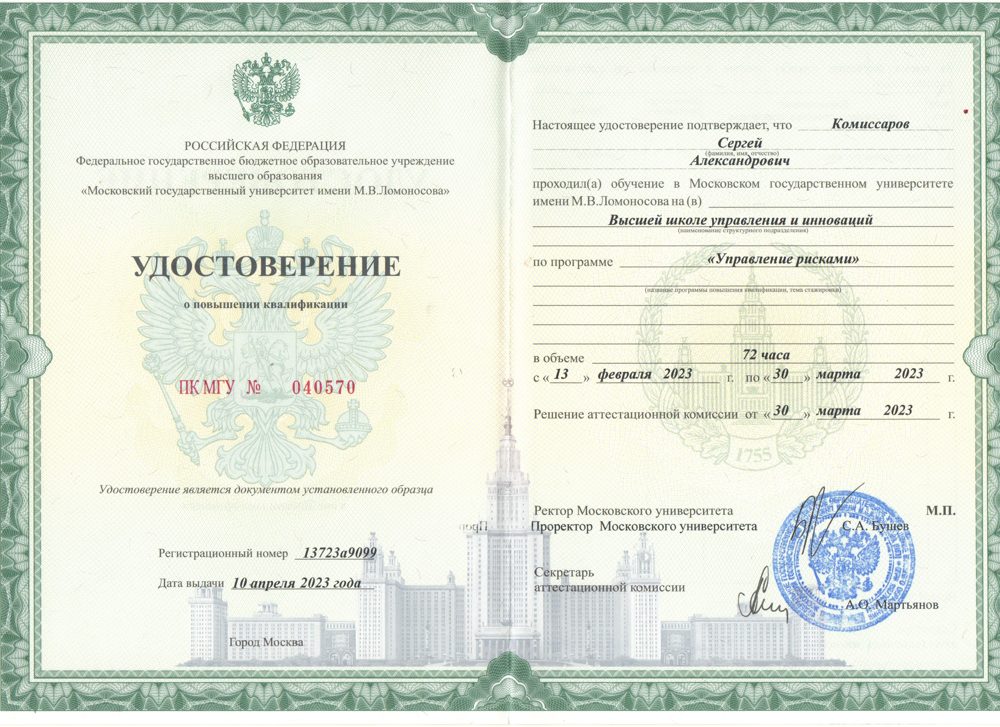 РОССИЙСКАЯ ФЕДЕРАЦИЯ
Федеральное государственное бюджетное образовательное учреждение
высшего образования
«Московский государственный университет имени М.В.Ломоносова»
УДОСТОВЕРЕНИЕ
о повышении квалификации
ПК МГУ № 040570
Удостоверение является документом установленного образца
Регистрационный номер 13723а9099
Дата выдачи 10 апреля 2023 года
Город Москва
Настоящее удостоверение подтверждает, что Комиссаров
Сергей
(фамилия, имя, отчество)
Александрович
проходил(а) обучение в Московском государственном университете
имени М.В.Ломоносова на (в)
Высшей школе управления и инноваций
(наименование структурного подразделения)
по программе «Управление рисками»
(название программы повышения квалификации, тема стажировки)
в объеме 72 часа
с « 13 » февраля 2023 г. по « 30 » марта 2023 г.
Решение аттестационной комиссии от « 30 » марта 2023 г.
1755
Ректор Московского университета М.П.
Проректор Московского университета С.А. Бушев
Секретарь
аттестационной комиссии
А.О. Мартьянов